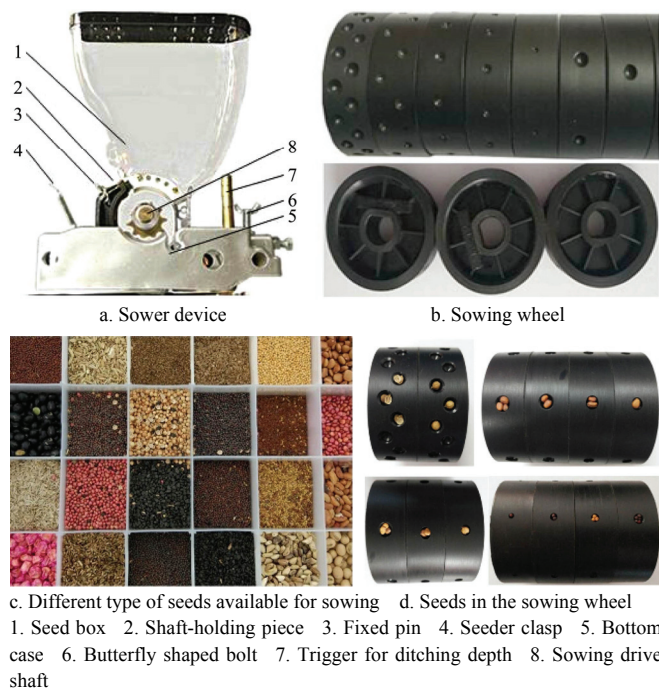 1
2
3
4
8
7
6
5
a. Sower device
b. Sowing wheel
c. Different type of seeds available for sowing d. Seeds in the sowing wheel
1. Seed box 2. Shaft-holding piece 3. Fixed pin 4. Seeder clasp 5. Bottom
case 6. Butterfly shaped bolt 7. Trigger for ditching depth 8. Sowing drive
shaft